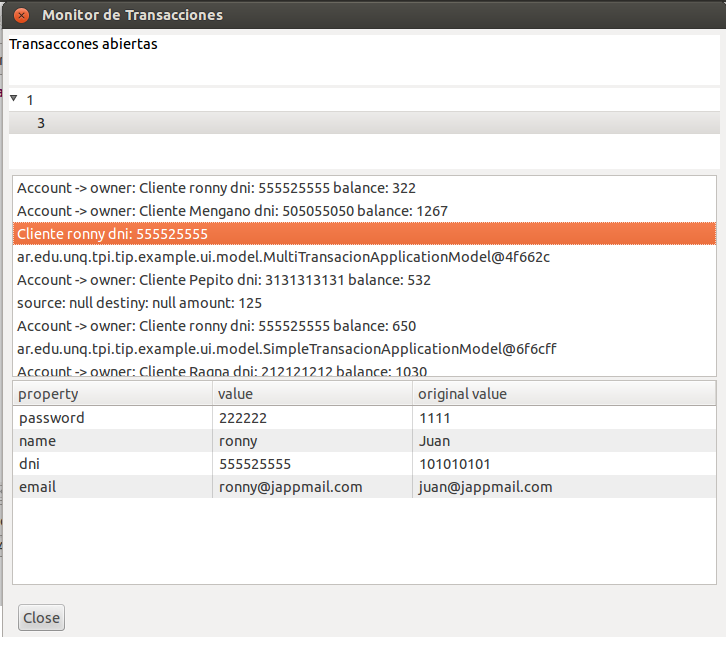 Monitor de Transacciones
Transaccones abiertas
1
3
Account -> owner: Cliente ronny dni: 555525555 balance: 322
Account -> owner: Cliente Mengano dni: 505055050 balance: 1267
Cliente ronny dni: 555525555
ar.edu.unq.tpi.tip.example.ui.model.MultiTransacionApplicationModel@4f662c
Account -> owner: Cliente Pepito dni: 3131313131 balance: 532
source: null destiny: null amount: 125
Account -> owner: Cliente ronny dni: 555525555 balance: 650
ar.edu.unq.tpi.tip.example.ui.model.SimpleTransacionApplicationModel@6f6cff
Account -> owner: Cliente Ragna dni: 212121212 balance: 1030
property value original value
password 222222 1111
name ronny Juan
dni 555525555 101010101
email ronny@jappmail.com juan@jappmail.com
Close